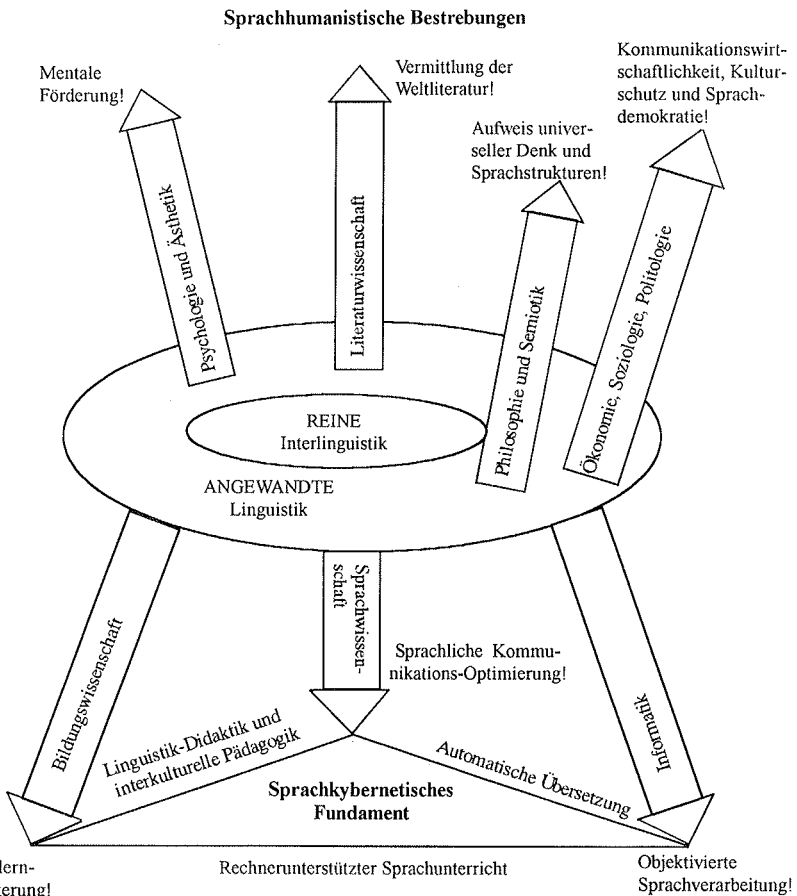 Sprachhumanistische Bestrebungen
Mentale
Förderung!
Vermittlung der
Weltliteratur!
Aufweis univer-
seller Denk und
Sprachstrukturen!
Kommunikationswirt-
schaftlichkeit, Kultur-
schutz und Sprach-
demokratie!
Psychologie und Ästhetik
Literaturwissenschaft
Philosophie und Semiotik
Ökonomie, Soziologie, Politologie
REINE
Interlinguistik
ANGEWANDTE
Linguistik
Bildungswissenschaft
Sprachwissen-
schaft
Informatik
Sprachliche Kommu-
nikations-Optimierung!
Linguistik-Didaktik und
interkulturelle Pädagogik
Automatische Übersetzung
Sprachkybernetisches
Fundament
Rechnerunterstützter Sprachunterricht
Objektivierte
Sprachverarbeitung!